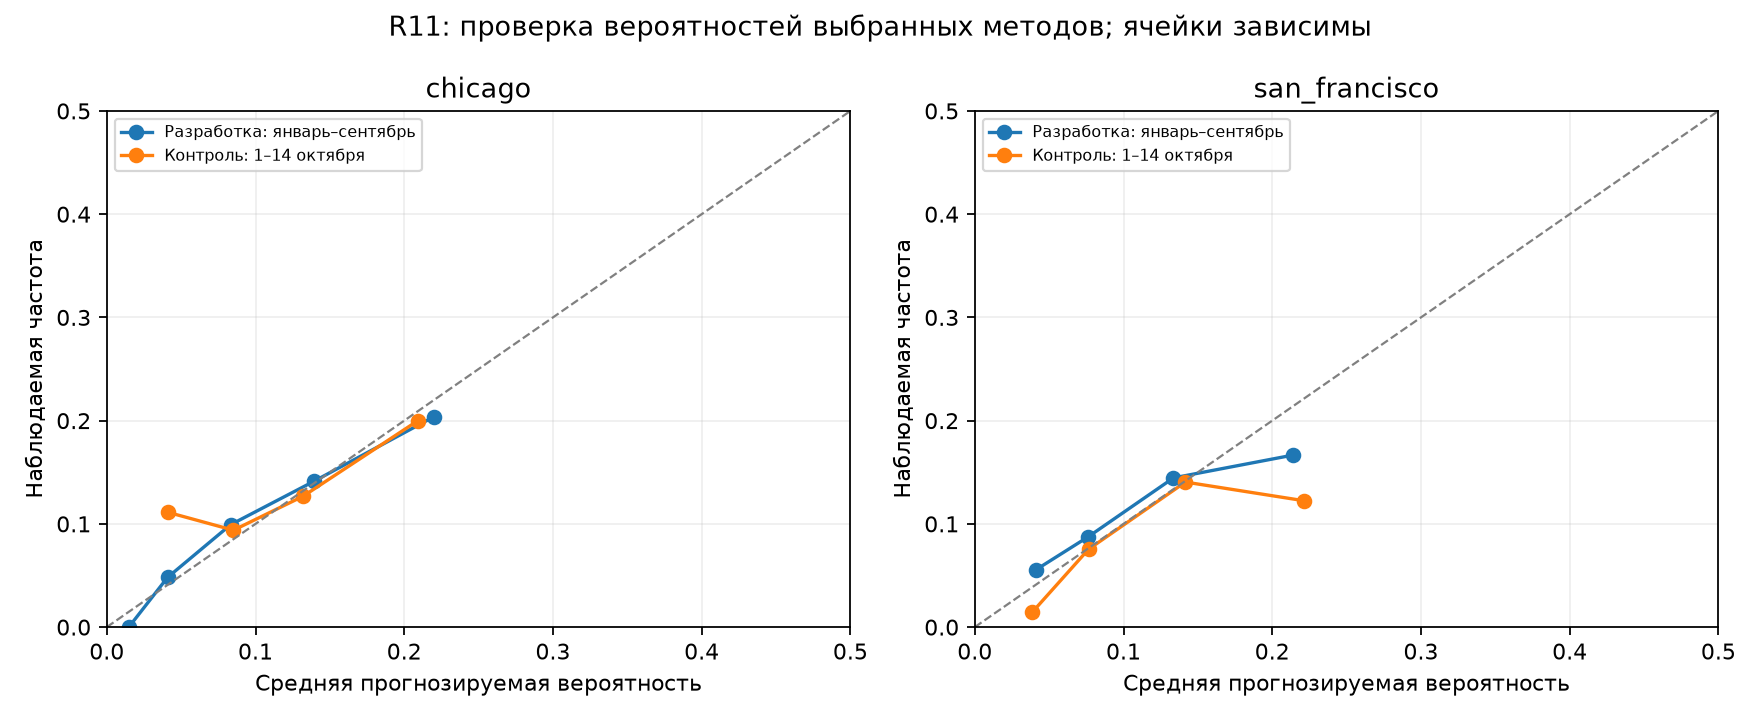 R11: проверка вероятностей выбранных методов; ячейки зависимы
chicago
Разработка: январь–сентябрь
Контроль: 1–14 октября
Наблюдаемая частота
0.5
0.4
0.3
0.2
0.1
0.0
0.0 0.1 0.2 0.3 0.4 0.5
Средняя прогнозируемая вероятность
san_francisco
Разработка: январь–сентябрь
Контроль: 1–14 октября
Наблюдаемая частота
0.5
0.4
0.3
0.2
0.1
0.0
0.0 0.1 0.2 0.3 0.4 0.5
Средняя прогнозируемая вероятность